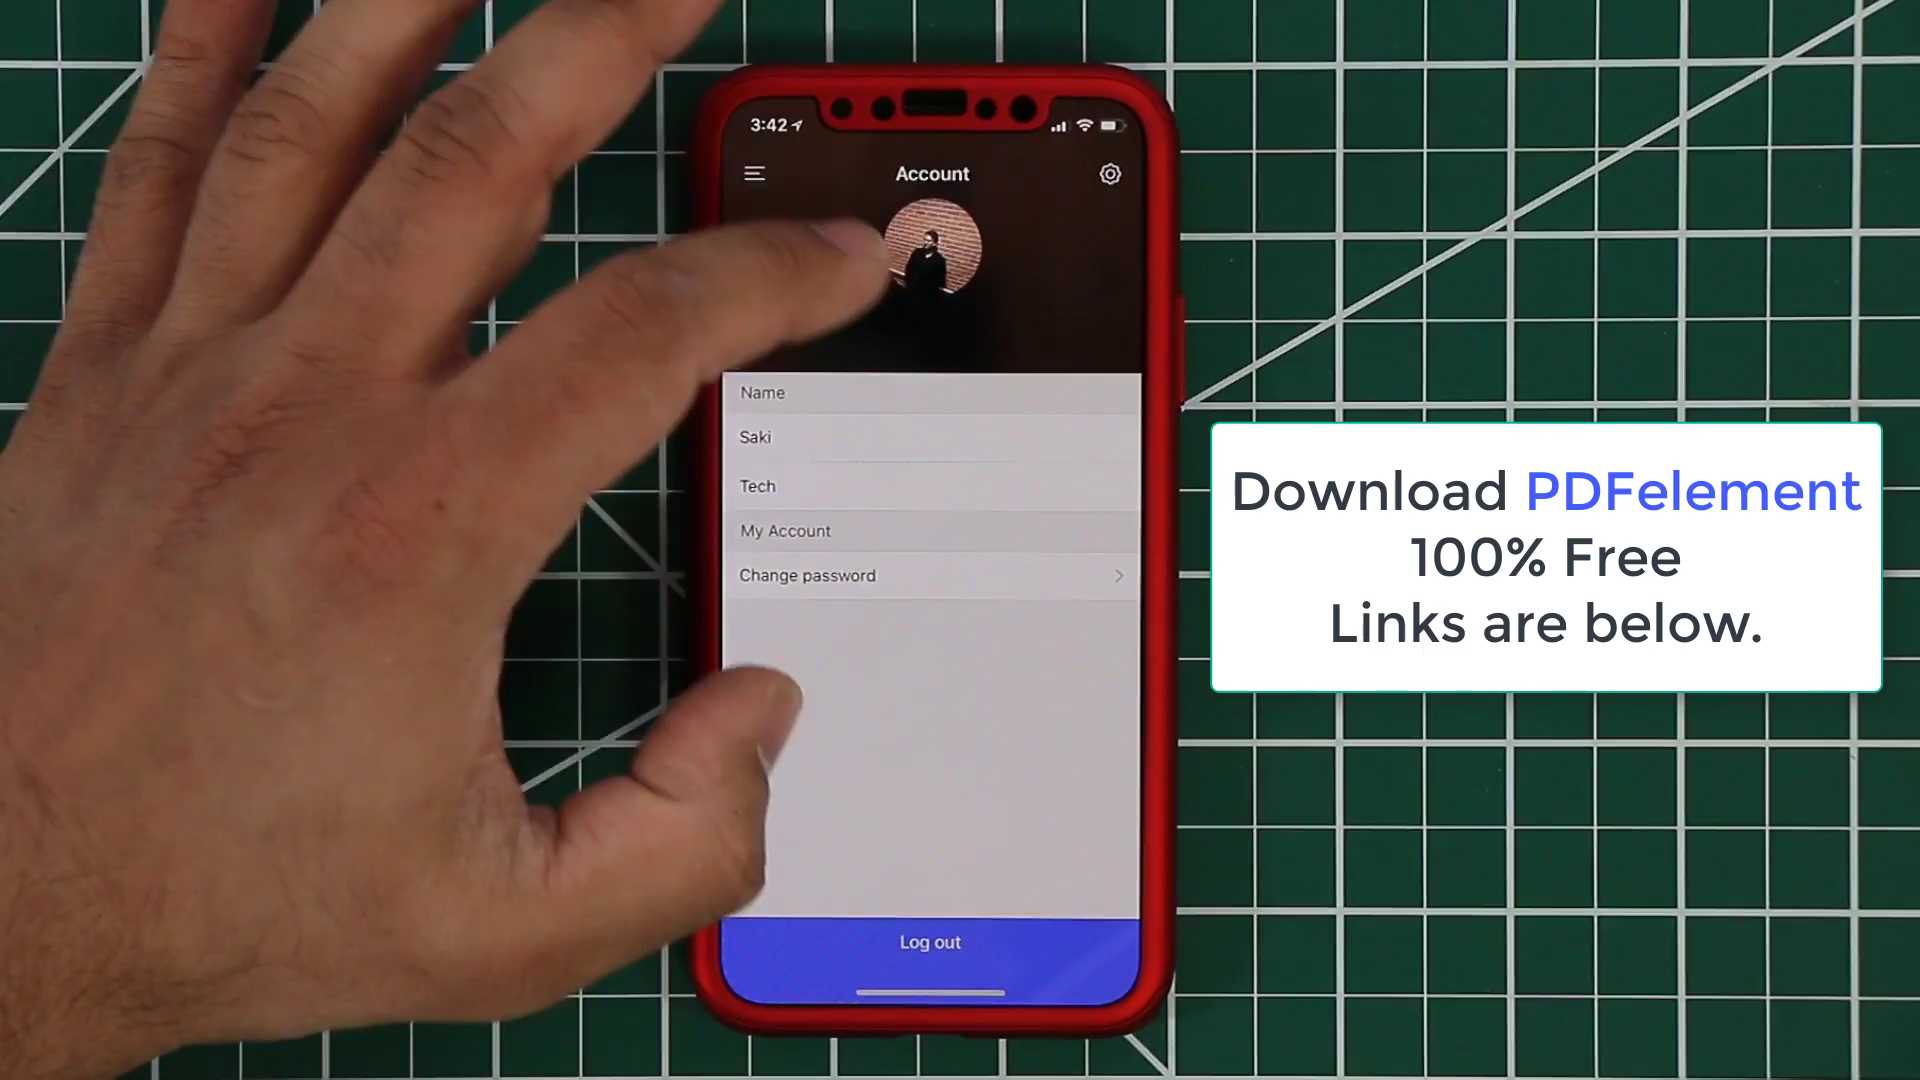 3:42
Account
Name
Saki
Tech
My Account
Change password
Log out
Download PDFelement
100% Free
Links are below.